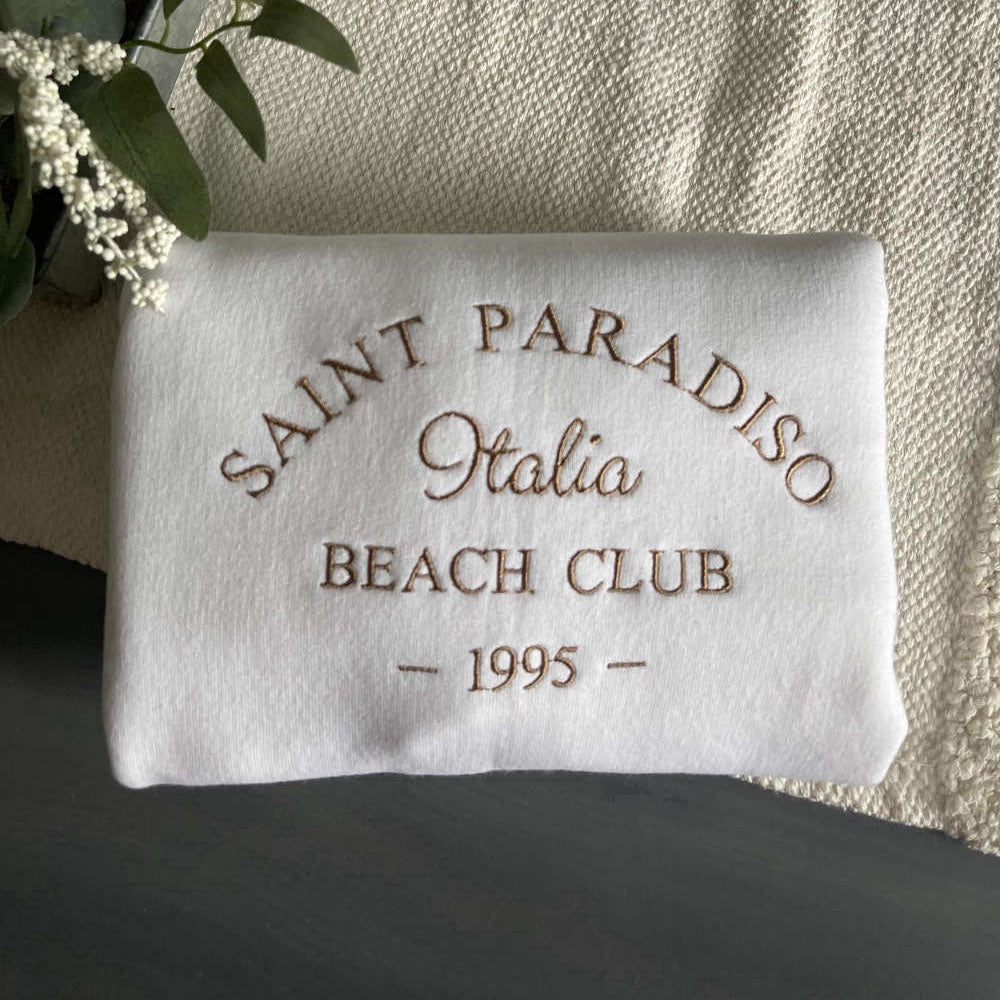 SAINT PARADISO
Italia
BEACH CLUB
— 1995 —